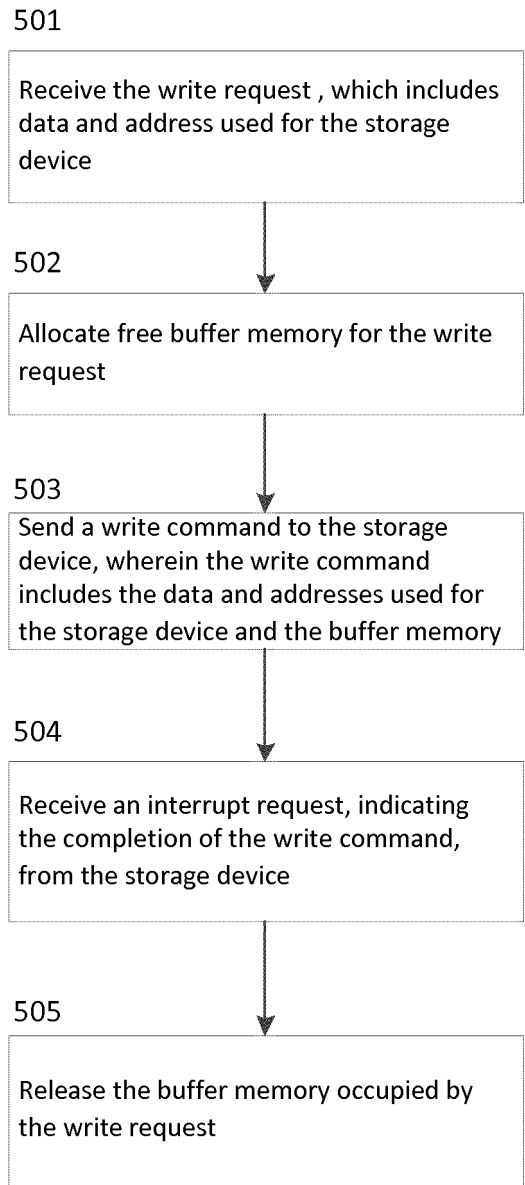 501
Receive the write request , which includes
data and address used for the storage
device
502
Allocate free buffer memory for the write
request
503
Send a write command to the storage
device, wherein the write command
includes the data and addresses used for
the storage device and the buffer memory
504
Receive an interrupt request, indicating
the completion of the write command,
from the storage device
505
Release the buffer memory occupied by
the write request